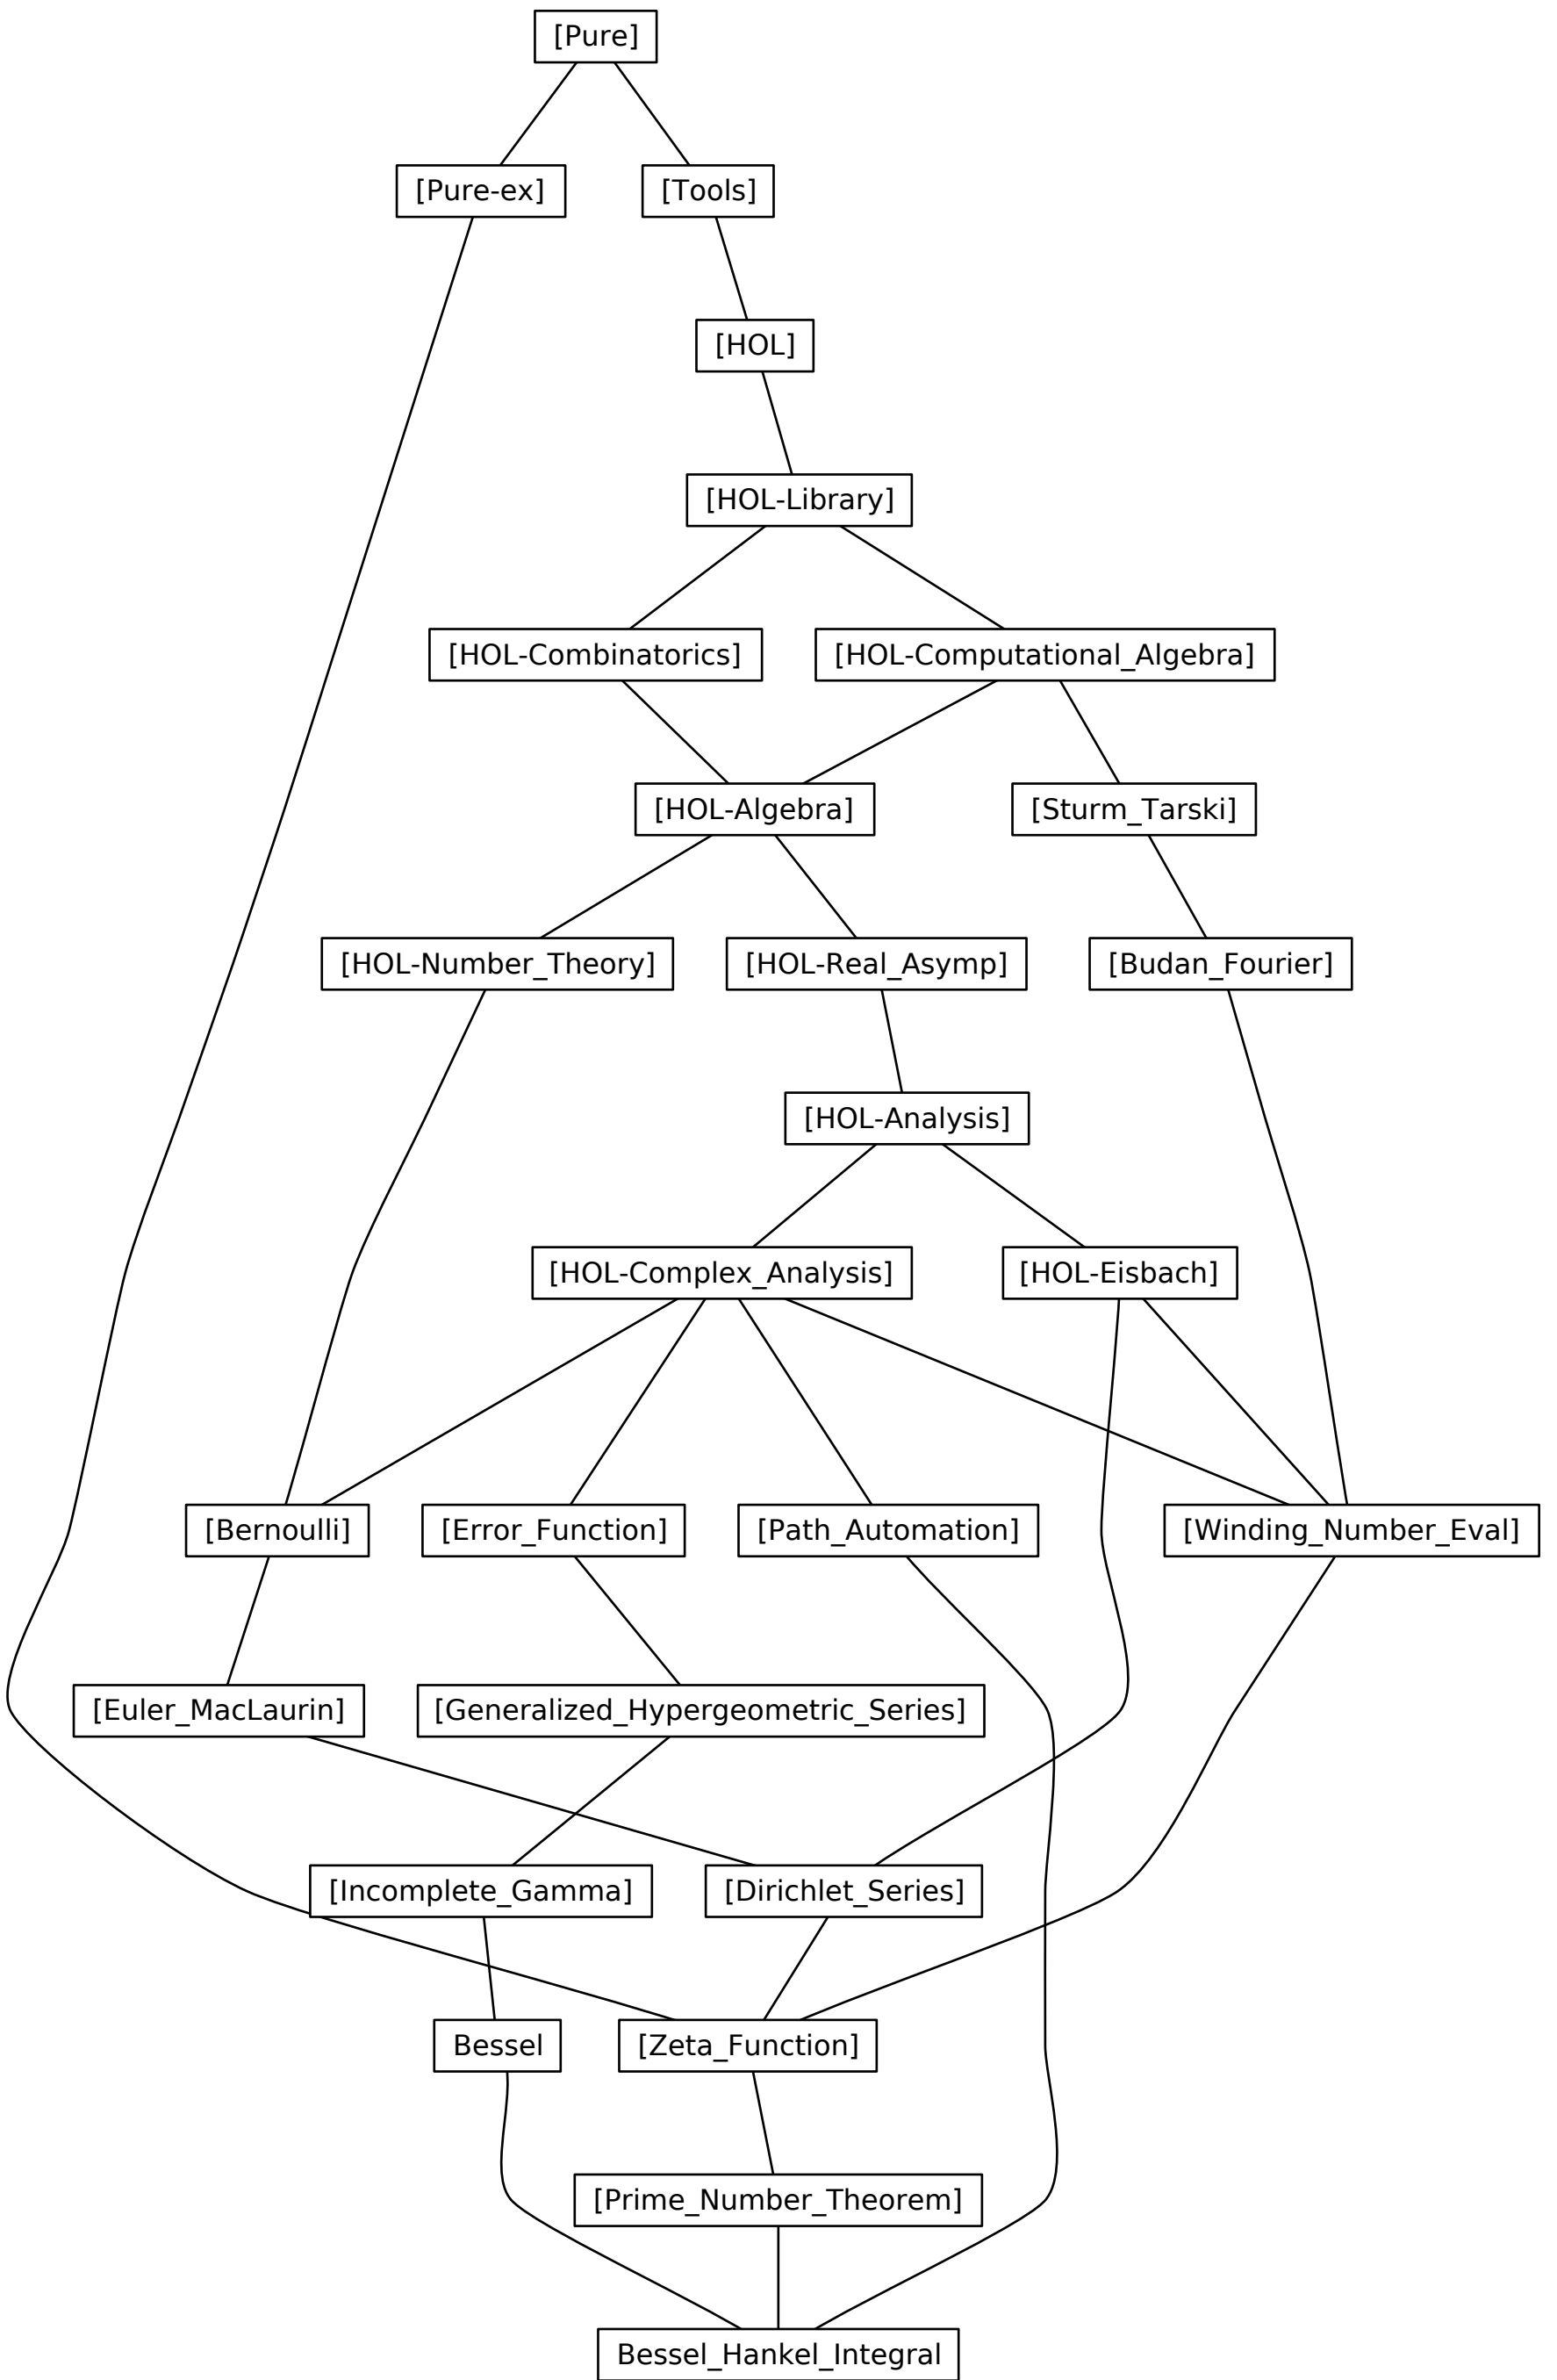 [Pure]
[Pure-ex]
[Tools]
[HOL]
[HOL-Library]
[HOL-Combinatorics]
[HOL-Computational_Algebra]
[HOL-Algebra]
[Sturm_Tarski]
[HOL-Number_Theory]
[HOL-Real_Asymp]
[Budan_Fourier]
[HOL-Analysis]
[HOL-Complex_Analysis]
[HOL-Eisbach]
[Bernoulli]
[Error_Function]
[Path_Automation]
[Winding_Number_Eval]
[Euler_MacLaurin]
[Generalized_Hypergeometric_Series]
[Incomplete_Gamma]
[Dirichlet_Series]
Bessel
[Zeta_Function]
[Prime_Number_Theorem]
Bessel_Hankel_Integral